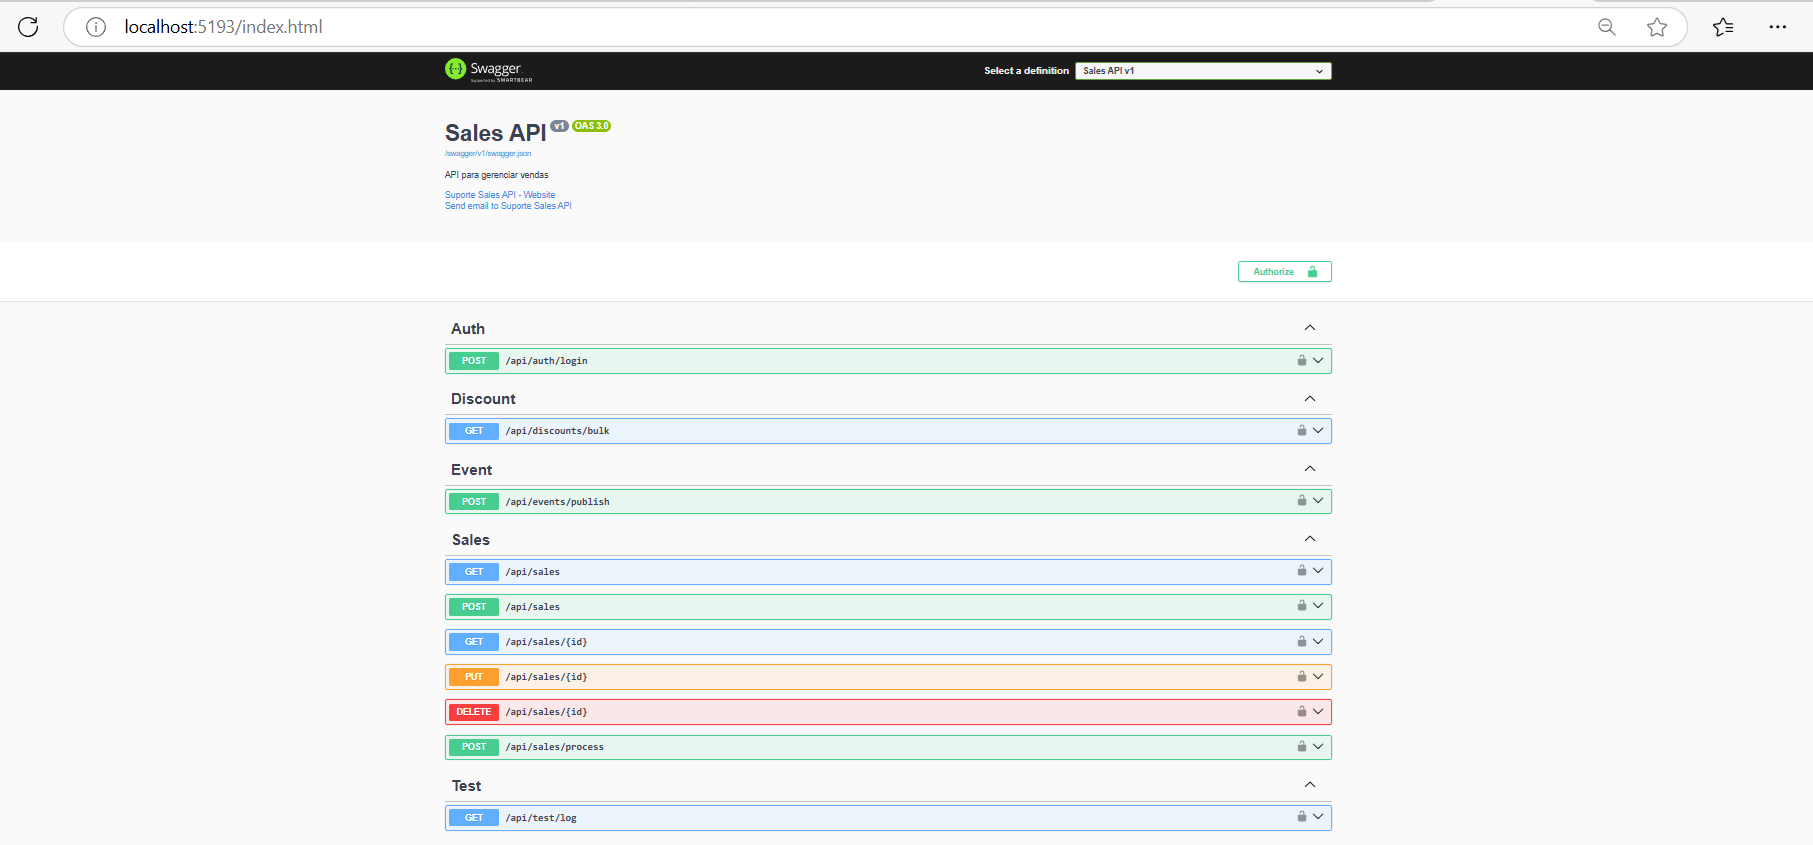 localhost:5193/index.html
Swagger
Supported by SMARTBEAR
Select a definition
Sales API v1
Sales API v1 OAS 3.0
/swagger/v1/swagger.json
API para gerenciar vendas
Suporte Sales API - Website
Send email to Suporte Sales API
Authorize
Auth
POST /api/auth/login
Discount
GET /api/discounts/bulk
Event
POST /api/events/publish
Sales
GET /api/sales
POST /api/sales
GET /api/sales/{id}
PUT /api/sales/{id}
DELETE /api/sales/{id}
POST /api/sales/process
Test
GET /api/test/log